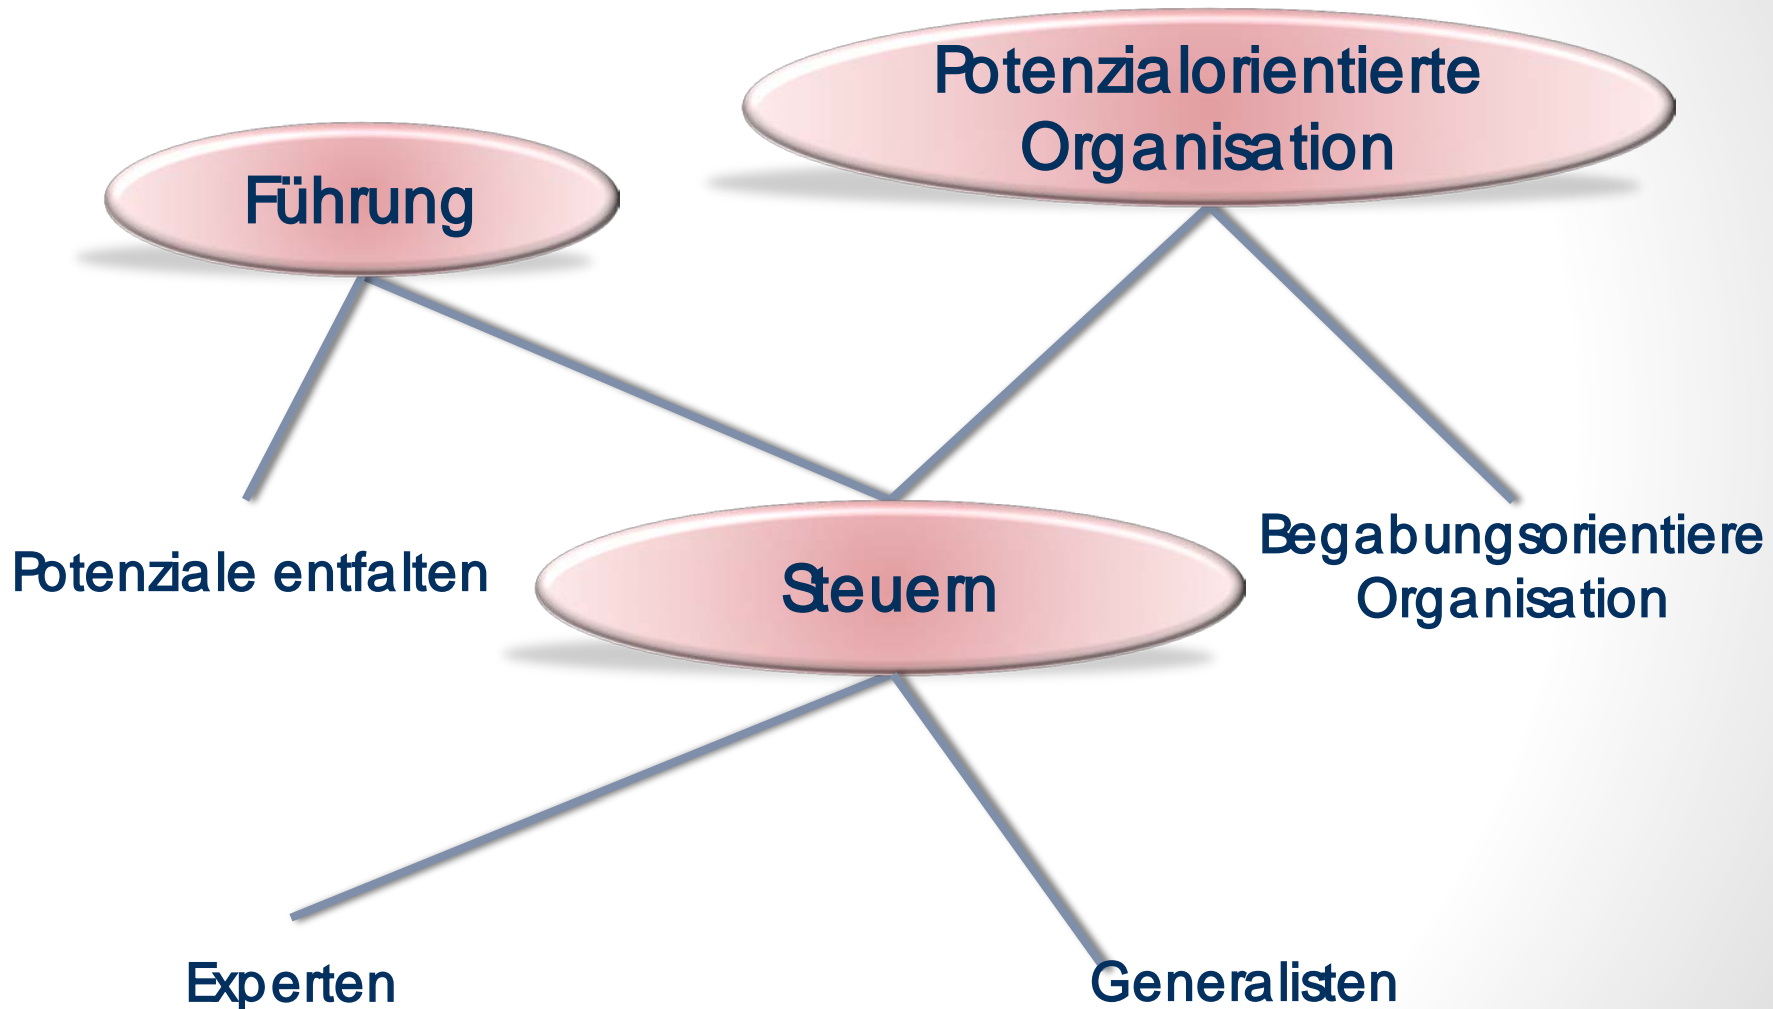 Potenzialorientierte
Organisation
Führung
Potenziale entfalten
Steuern
Begabungsorientiere
Organisation
Experten
Generalisten